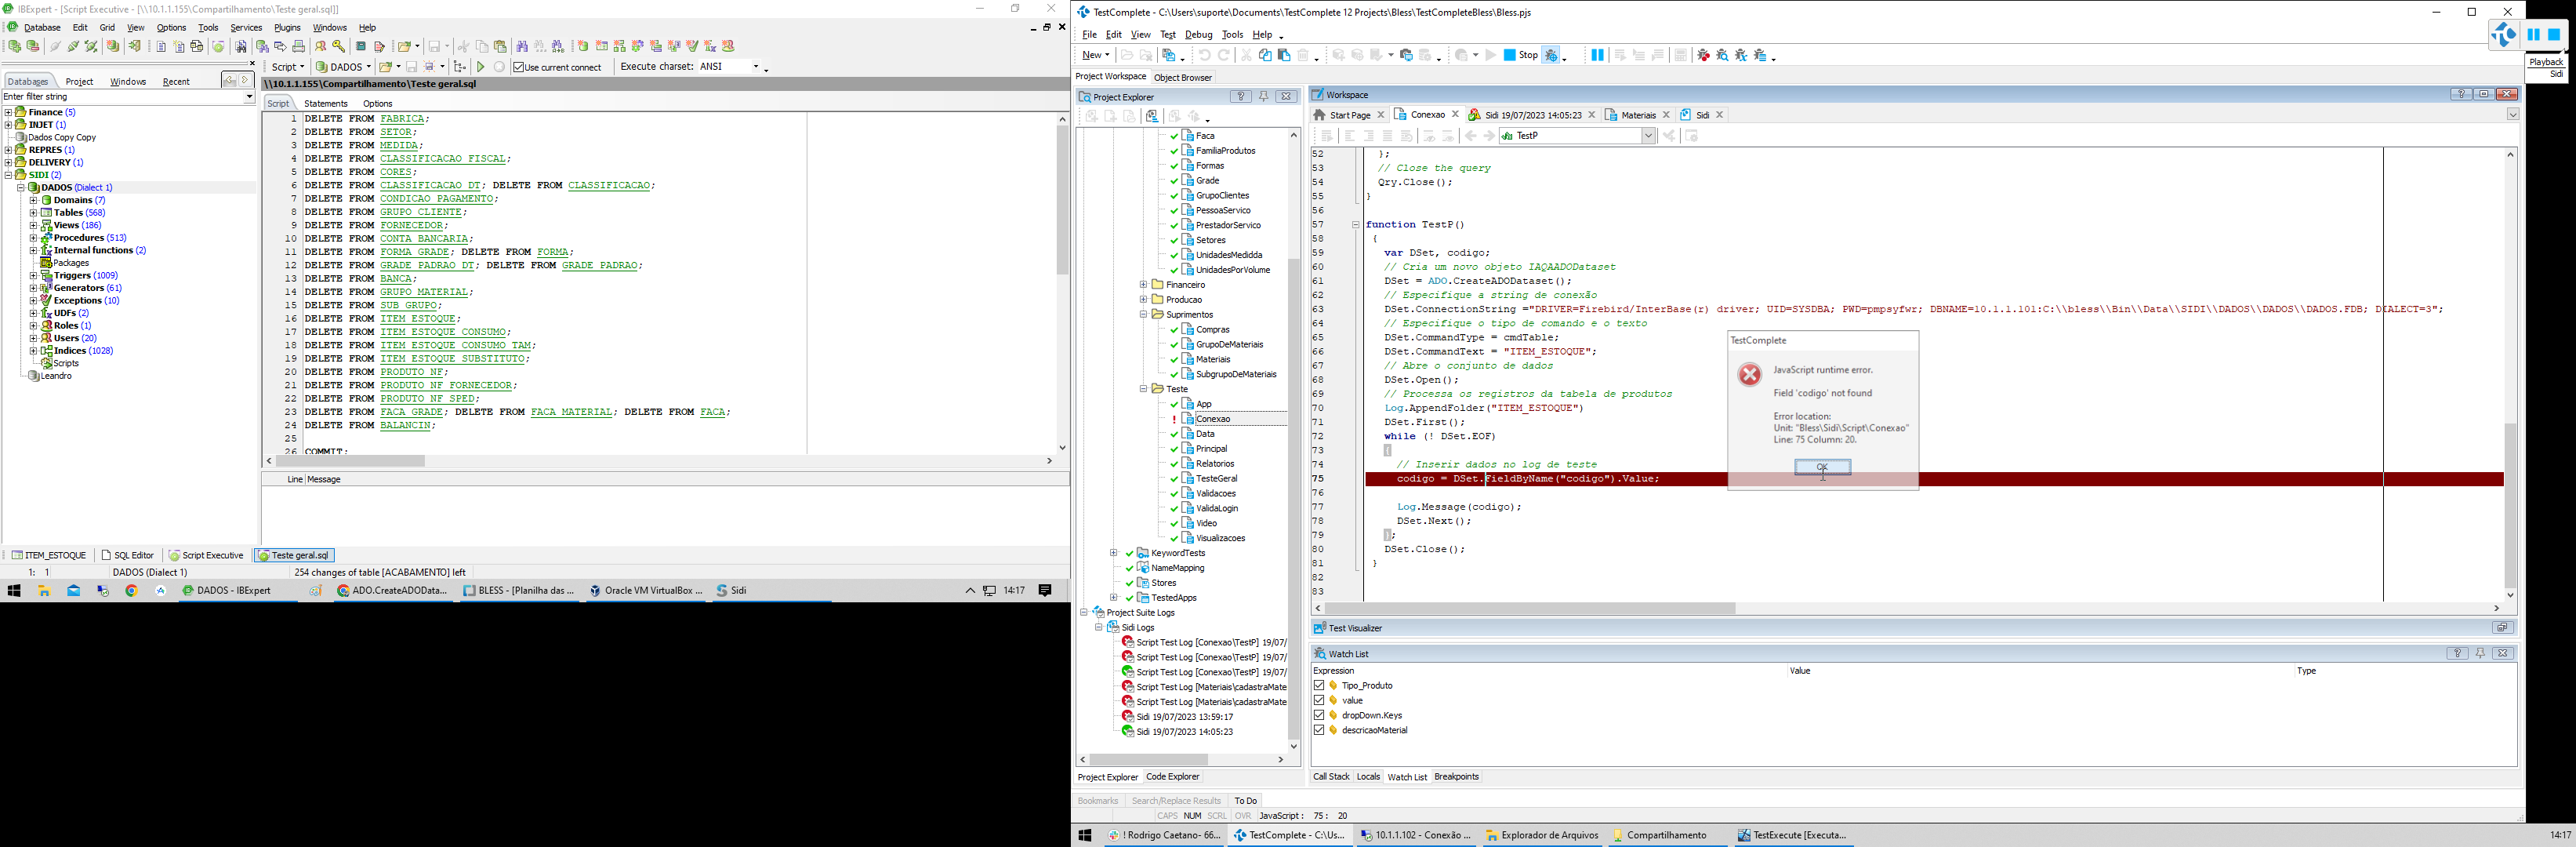 IBExpert - [Script Executive - [\\10.1.1.155\Compartilhamento\Teste geral.sql]]
Database Edit Grid View Options Tools Services Plugins Windows Help
Script DADOS Use current connect Execute charset: ANSI
Databases Project Windows Recent
Enter filter string
Finance (5)
INJET (1)
Dados Copy Copy
REPRES (1)
DELIVERY (1)
SIDI (2)
DADOS (Dialect 1)
Domains (7)
Tables (568)
Views (186)
Procedures (513)
Internal functions (2)
Packages
Triggers (1009)
Generators (61)
Exceptions (10)
UDFs (2)
Roles (1)
Users (20)
Indices (1028)
Scripts
Leandro
\\10.1.1.155\Compartilhamento\Teste geral.sql
Script Statements Options
1 DELETE FROM FABRICA;
2 DELETE FROM SETOR;
3 DELETE FROM MEDIDA;
4 DELETE FROM CLASSIFICACAO_FISCAL;
5 DELETE FROM CORES;
6 DELETE FROM CLASSIFICACAO_DT; DELETE FROM CLASSIFICACAO;
7 DELETE FROM CONDICAO_PAGAMENTO;
8 DELETE FROM GRUPO_CLIENTE;
9 DELETE FROM FORNECEDOR;
10 DELETE FROM CONTA_BANCARIA;
11 DELETE FROM FORMA_GRADE; DELETE FROM FORMA;
12 DELETE FROM GRADE_PADRAO_DT; DELETE FROM GRADE_PADRAO;
13 DELETE FROM BANCA;
14 DELETE FROM GRUPO_MATERIAL;
15 DELETE FROM SUB_GRUPO;
16 DELETE FROM ITEM_ESTOQUE;
17 DELETE FROM ITEM_ESTOQUE_CONSUMO;
18 DELETE FROM ITEM_ESTOQUE_CONSUMO_TAM;
19 DELETE FROM ITEM_ESTOQUE_SUBSTITUTO;
20 DELETE FROM PRODUTO_NF;
21 DELETE FROM PRODUTO_NF_FORNECEDOR;
22 DELETE FROM PRODUTO_NF_SPED;
23 DELETE FROM FACA_GRADE; DELETE FROM FACA_MATERIAL; DELETE FROM FACA;
24 DELETE FROM BALANCIN;
25
26 COMMIT;
Line Message
ITEM_ESTOQUE SQL Editor Script Executive Teste geral.sql
1: 1 DADOS (Dialect 1) 254 changes of table [ACABAMENTO] left
DADOS - IBExpert ADO.CreateADOData... BLESS - [Planilha das ... Oracle VM VirtualBox ... Sidi 14:17
TestComplete - C:\Users\suporte\Documents\TestComplete 12 Projects\Bless\TestCompleteBless\Bless.pjs
File Edit View Test Debug Tools Help
New Stop
Playback
Sidi
Project Workspace Object Browser
Project Explorer
Faca
FamiliaProdutos
Formas
Grade
GrupoClientes
PessoaServico
PrestadorServico
Setores
UnidadesMedidda
UnidadesPorVolume
Financeiro
Producao
Suprimentos
Compras
GrupoDeMateriais
Materiais
SubgrupoDeMateriais
Teste
App
Conexao
Data
Principal
Relatorios
TesteGeral
Validacoes
ValidaLogin
Video
Visualizacoes
KeywordTests
NameMapping
Stores
TestedApps
Project Suite Logs
Sidi Logs
Script Test Log [Conexao\TestP] 19/07/
Script Test Log [Conexao\TestP] 19/07/
Script Test Log [Conexao\TestP] 19/07/
Script Test Log [Materiais\cadastraMate
Script Test Log [Materiais\cadastraMate
Sidi 19/07/2023 13:59:17
Sidi 19/07/2023 14:05:23
Project Explorer Code Explorer
Workspace
Start Page Conexao Sidi 19/07/2023 14:05:23 Materiais Sidi
TestP
52 };
53 // Close the query
54 Qry.Close();
55 }
56
57 function TestP()
58 {
59 var DSet, codigo;
60 // Cria um novo objeto IAQAADODataset
61 DSet = ADO.CreateADODataset();
62 // Especifique a string de conexão
63 DSet.ConnectionString ="DRIVER=Firebird/InterBase(r) driver; UID=SYSDBA; PWD=pmpsyfwr; DBNAME=10.1.1.101:C:\\bless\\Bin\\Data\\SIDI\\DADOS\\DADOS\\DADOS.FDB; DIALECT=3";
64 // Especifique o tipo de comando e o texto
65 DSet.CommandType = cmdTable;
66 DSet.CommandText = "ITEM_ESTOQUE";
67 // Abre o conjunto de dados
68 DSet.Open();
69 // Processa os registros da tabela de produtos
70 Log.AppendFolder("ITEM_ESTOQUE")
71 DSet.First();
72 while (! DSet.EOF)
73 {
74 // Inserir dados no log de teste
75 codigo = DSet.FieldByName("codigo").Value;
76
77 Log.Message(codigo);
78 DSet.Next();
79 };
80 DSet.Close();
81 }
82
83
TestComplete
JavaScript runtime error.
Field 'codigo' not found
Error location:
Unit: "Bless\Sidi\Script\Conexao"
Line: 75 Column: 20.
OK
Test Visualizer
Watch List
Expression Value Type
Tipo_Produto
value
dropDown.Keys
descricaoMaterial
Call Stack Locals Watch List Breakpoints
Bookmarks Search/Replace Results To Do
CAPS NUM SCRL OVR JavaScript : 75 : 20
! Rodrigo Caetano- 66... TestComplete - C:\Us... 10.1.1.102 - Conexão ... Explorador de Arquivos Compartilhamento TestExecute [Executa... 14:17